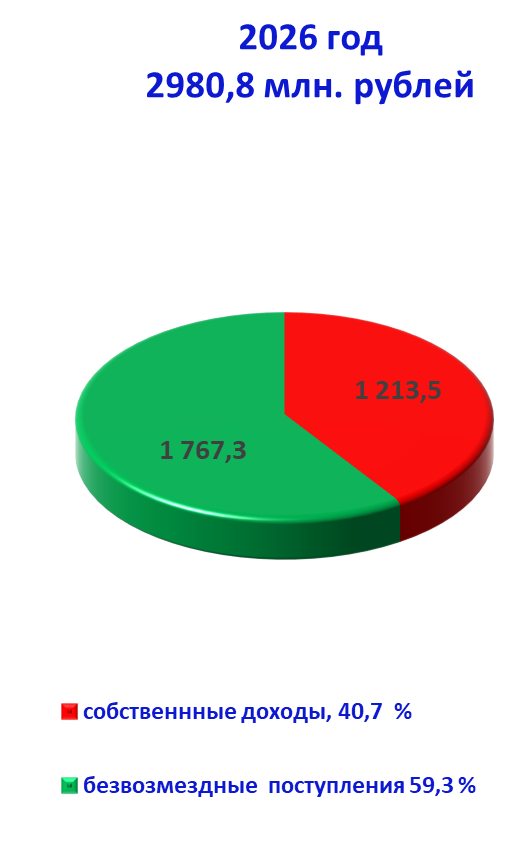 2026 год
2980,8 млн. рублей
1 213,5
1 767,3
собственнные доходы, 40,7 %
безвозмездные поступления 59,3 %